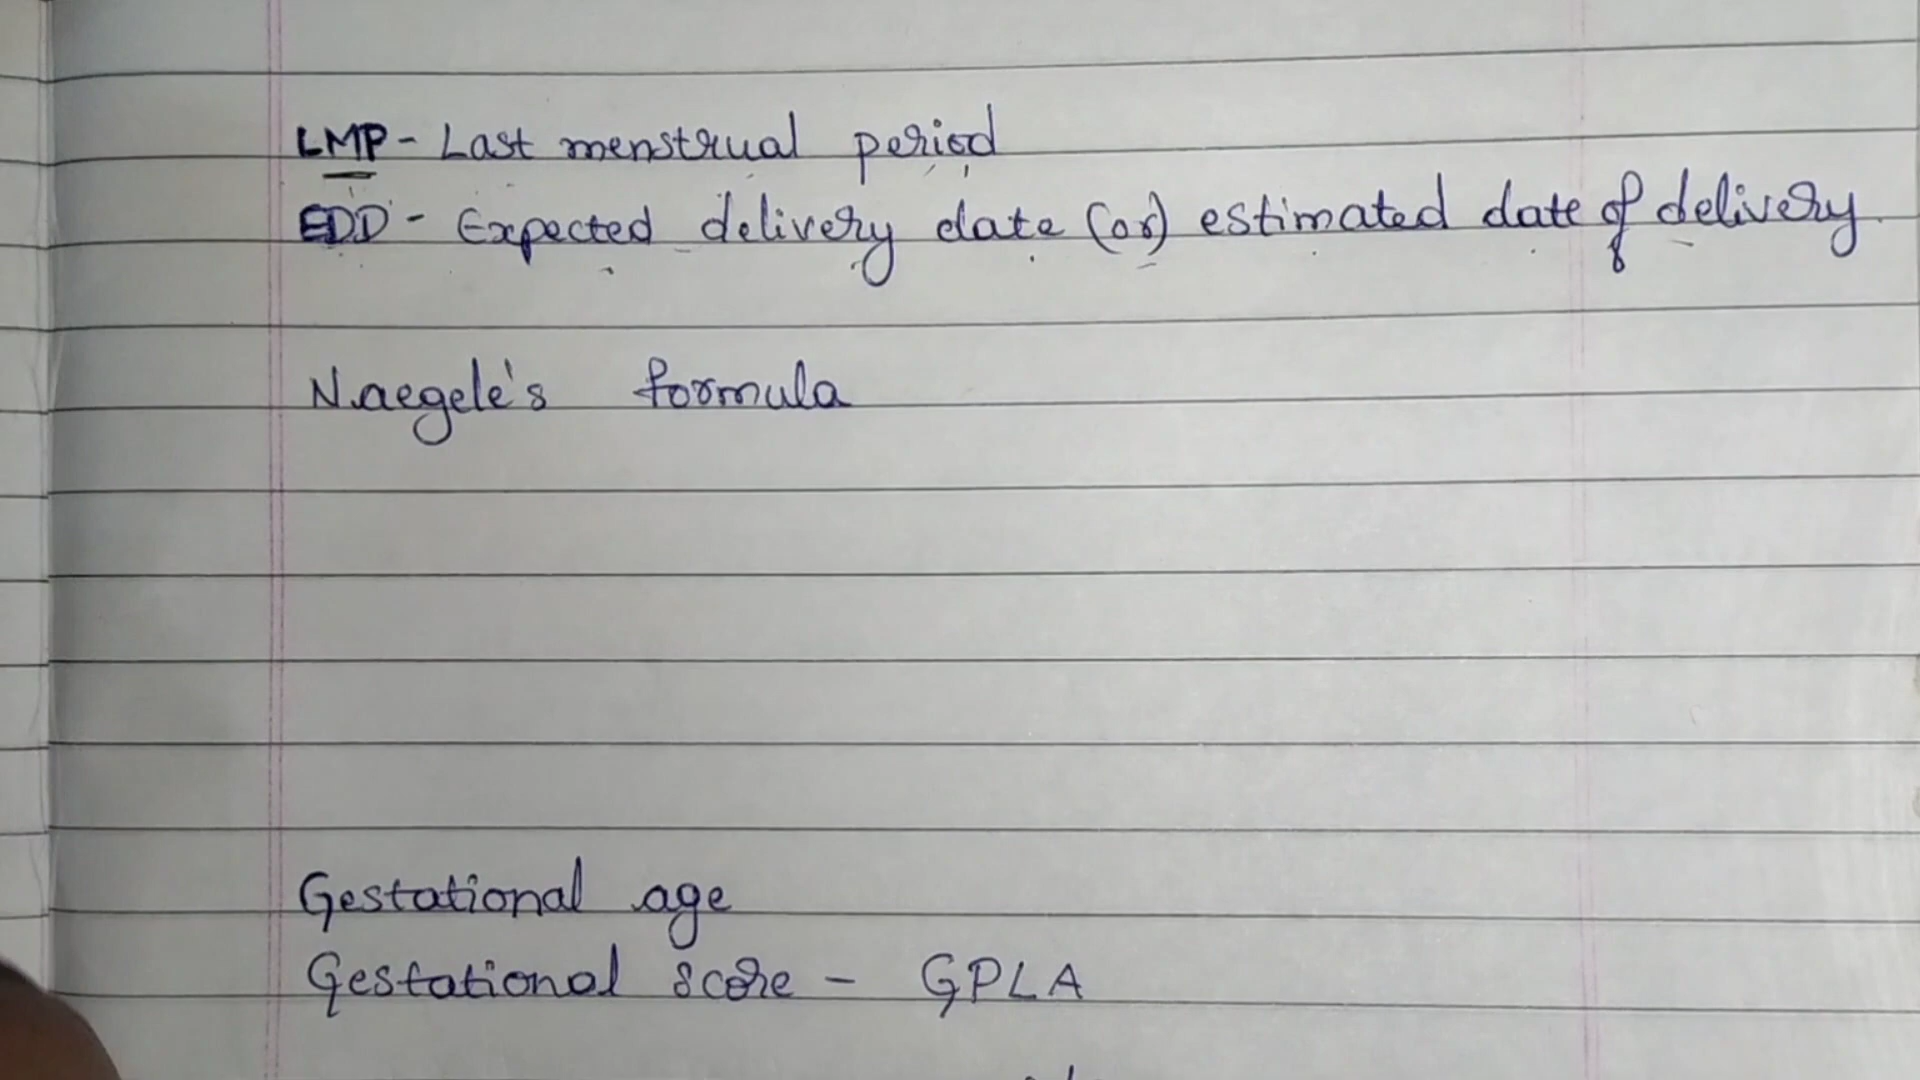 LMP - Last menstrual period
EDD - Expected delivery date (or) estimated date of delivery
Naegele's formula
Gestational age
Gestational score - GPLA